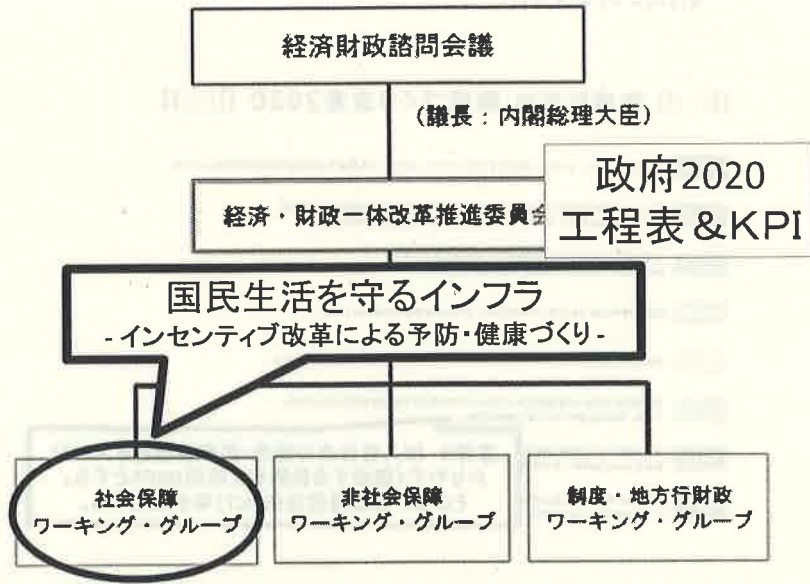 経済財政諮問会議
(議長：内閣総理大臣)
政府2020
工程表＆KPI
経済・財政一体改革推進委員会
国民生活を守るインフラ
- インセンティブ改革による予防・健康づくり -
社会保障
ワーキング・グループ
非社会保障
ワーキング・グループ
制度・地方行財政
ワーキング・グループ